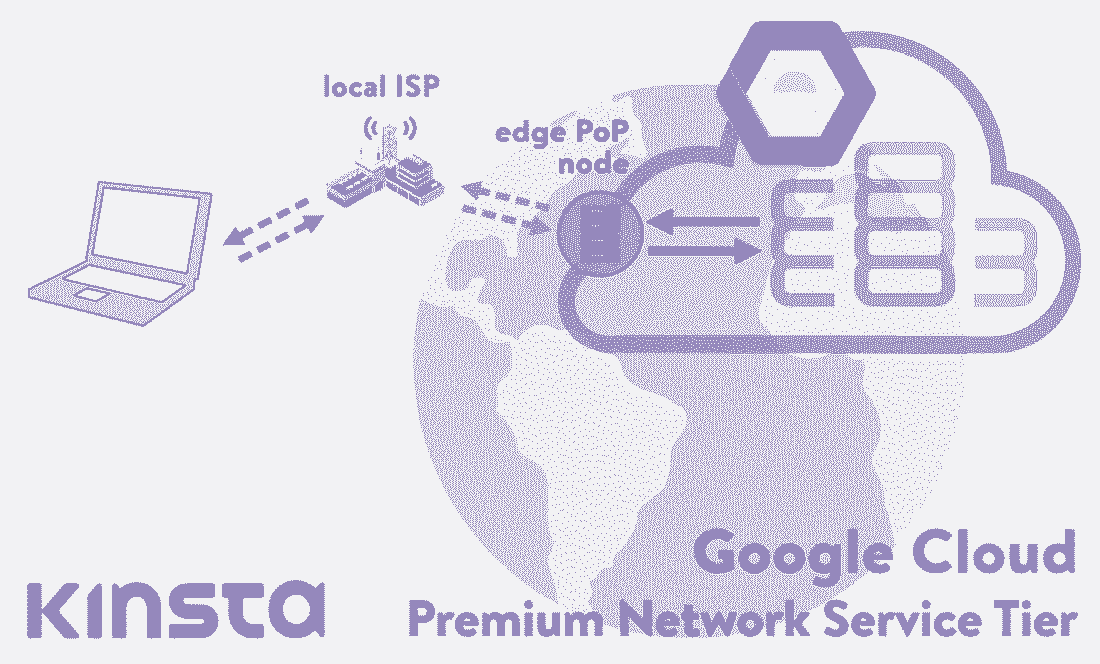 local ISP
edge PoP
node
Google Cloud
Premium Network Service Tier
KINSTA